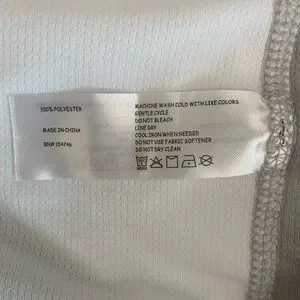 100% POLYESTER
MADE IN CHINA
RN# 154746
MACHINE WASH COLD WITH LIKE COLORS
GENTLE CYCLE
DO NOT BLEACH
LINE DRY
COOL IRON WHEN NEEDED
DO NOT USE FABRIC SOFTENER
DO NOT DRY CLEAN